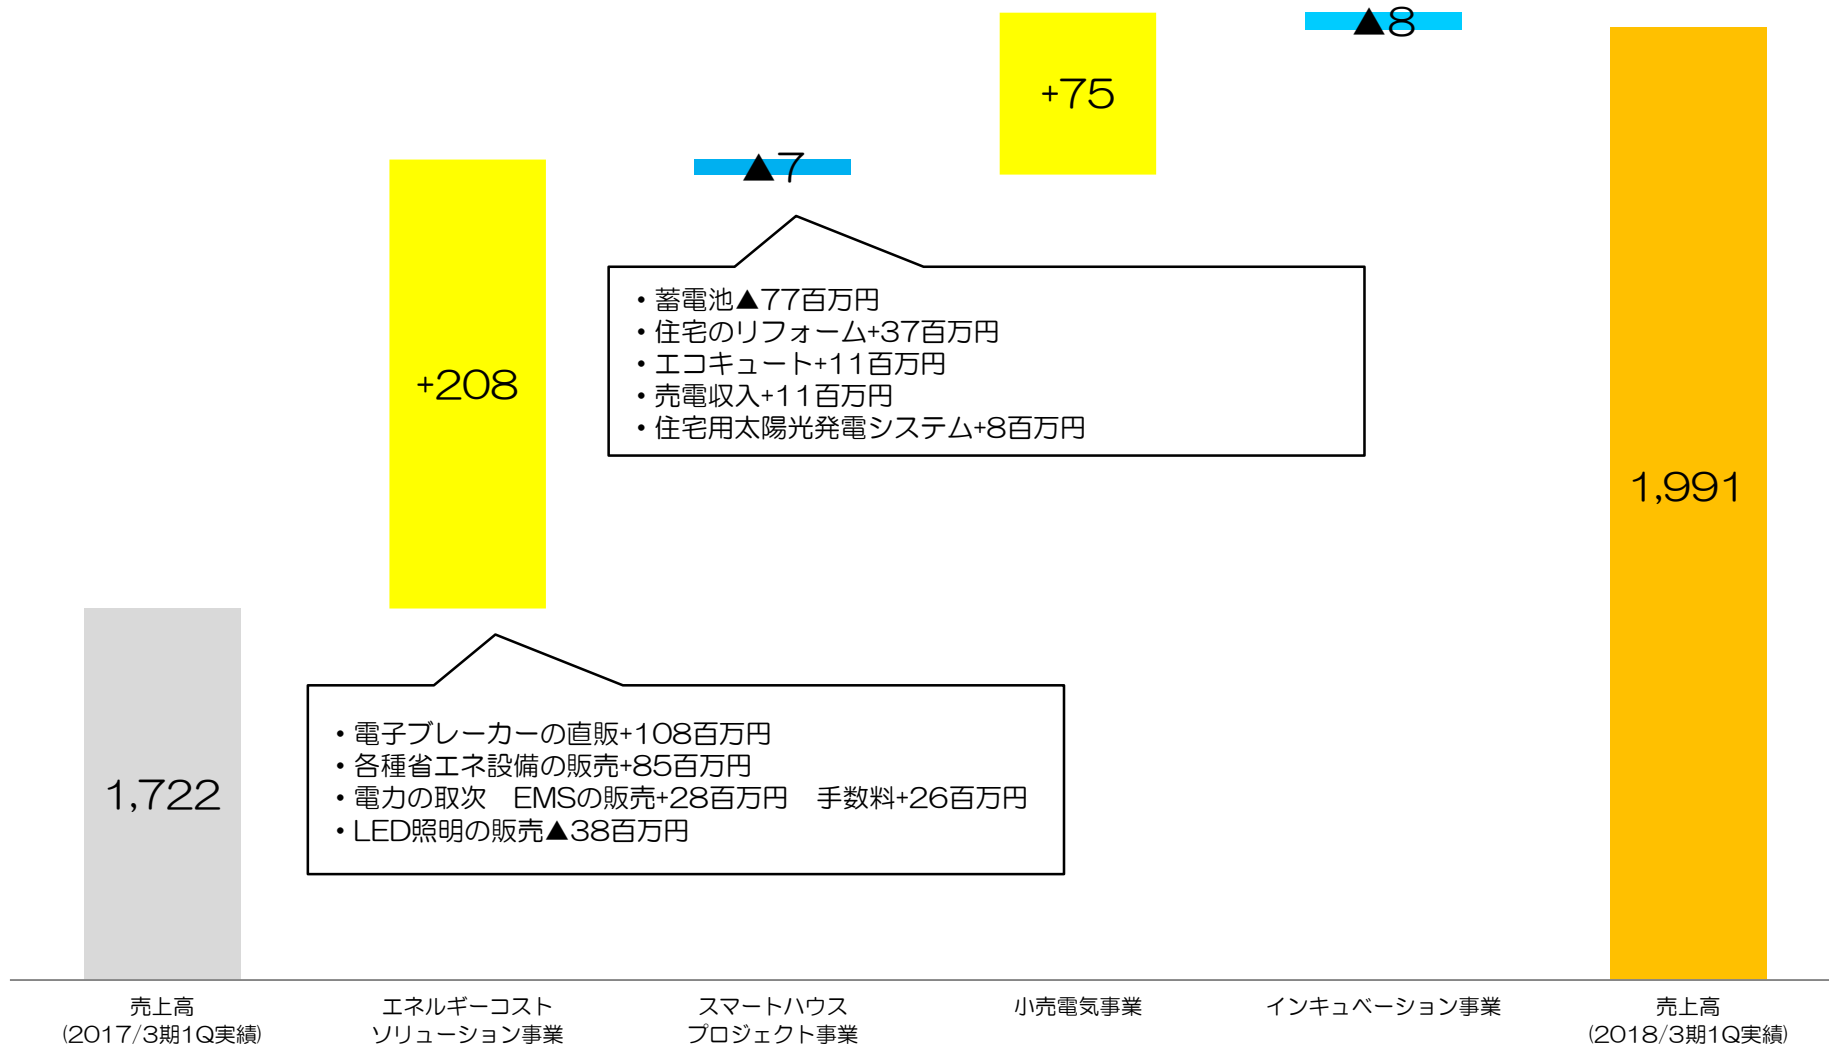 ▲8
+75
▲7
・蓄電池▲77百万円
・住宅のリフォーム+37百万円
・エコキュート+11百万円
・売電収入+11百万円
・住宅用太陽光発電システム+8百万円
+208
1,991
・電子ブレーカーの直販+108百万円
・各種省エネ設備の販売+85百万円
・電力の取次　EMSの販売+28百万円　手数料+26百万円
・LED照明の販売▲38百万円
1,722
売上高
(2017/3期1Q実績)
エネルギーコスト
ソリューション事業
スマートハウス
プロジェクト事業
小売電気事業
インキュベーション事業
売上高
(2018/3期1Q実績)